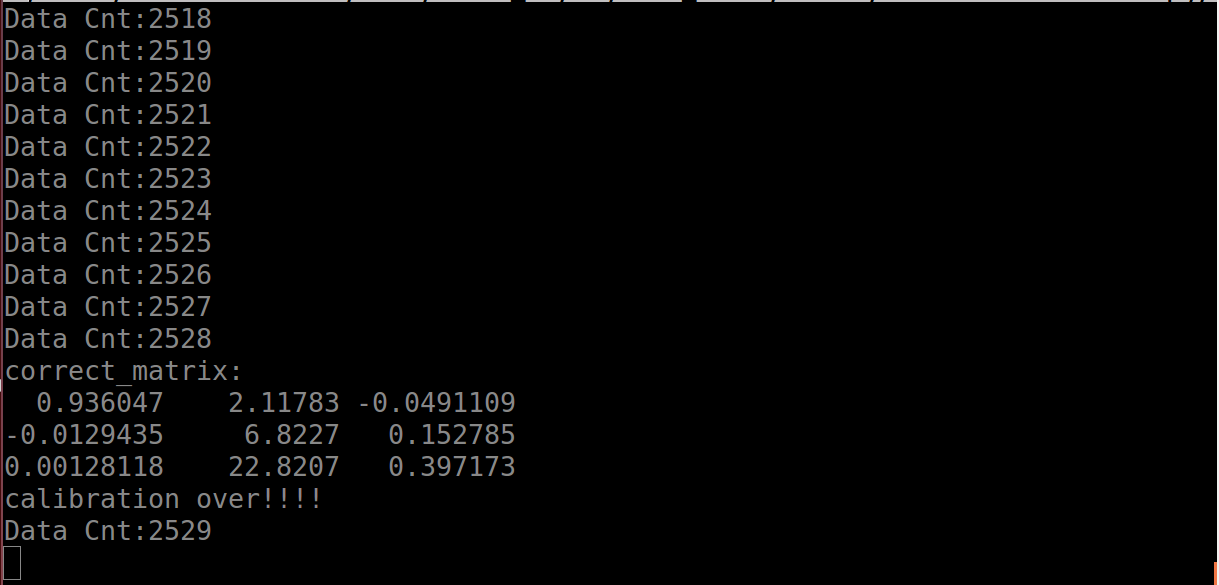 Data Cnt:2518
Data Cnt:2519
Data Cnt:2520
Data Cnt:2521
Data Cnt:2522
Data Cnt:2523
Data Cnt:2524
Data Cnt:2525
Data Cnt:2526
Data Cnt:2527
Data Cnt:2528
correct_matrix:
0.936047 2.11783 -0.0491109
-0.0129435 6.8227 0.152785
0.00128118 22.8207 0.397173
calibration over!!!!
Data Cnt:2529